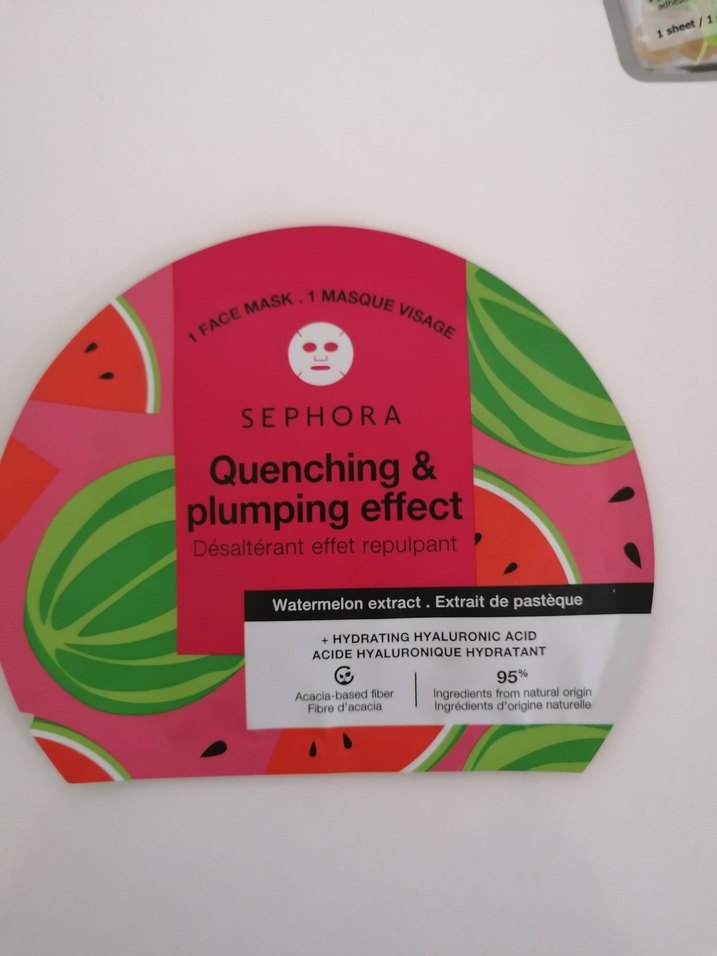 adhes
1 sheet / 1
1 FACE MASK . 1 MASQUE VISAGE
SEPHORA
Quenching &
plumping effect
Désaltérant effet repulpant
Watermelon extract . Extrait de pastèque
+ HYDRATING HYALURONIC ACID
ACIDE HYALURONIQUE HYDRATANT
Acacia-based fiber
Fibre d'acacia
95%
Ingredients from natural origin
Ingrédients d'origine naturelle